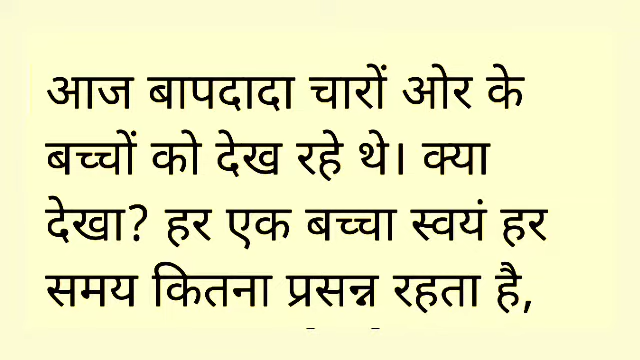 आज बापदादा चारों ओर के
बच्चों को देख रहे थे। क्या
देखा? हर एक बच्चा स्वयं हर
समय कितना प्रसन्न रहता है,